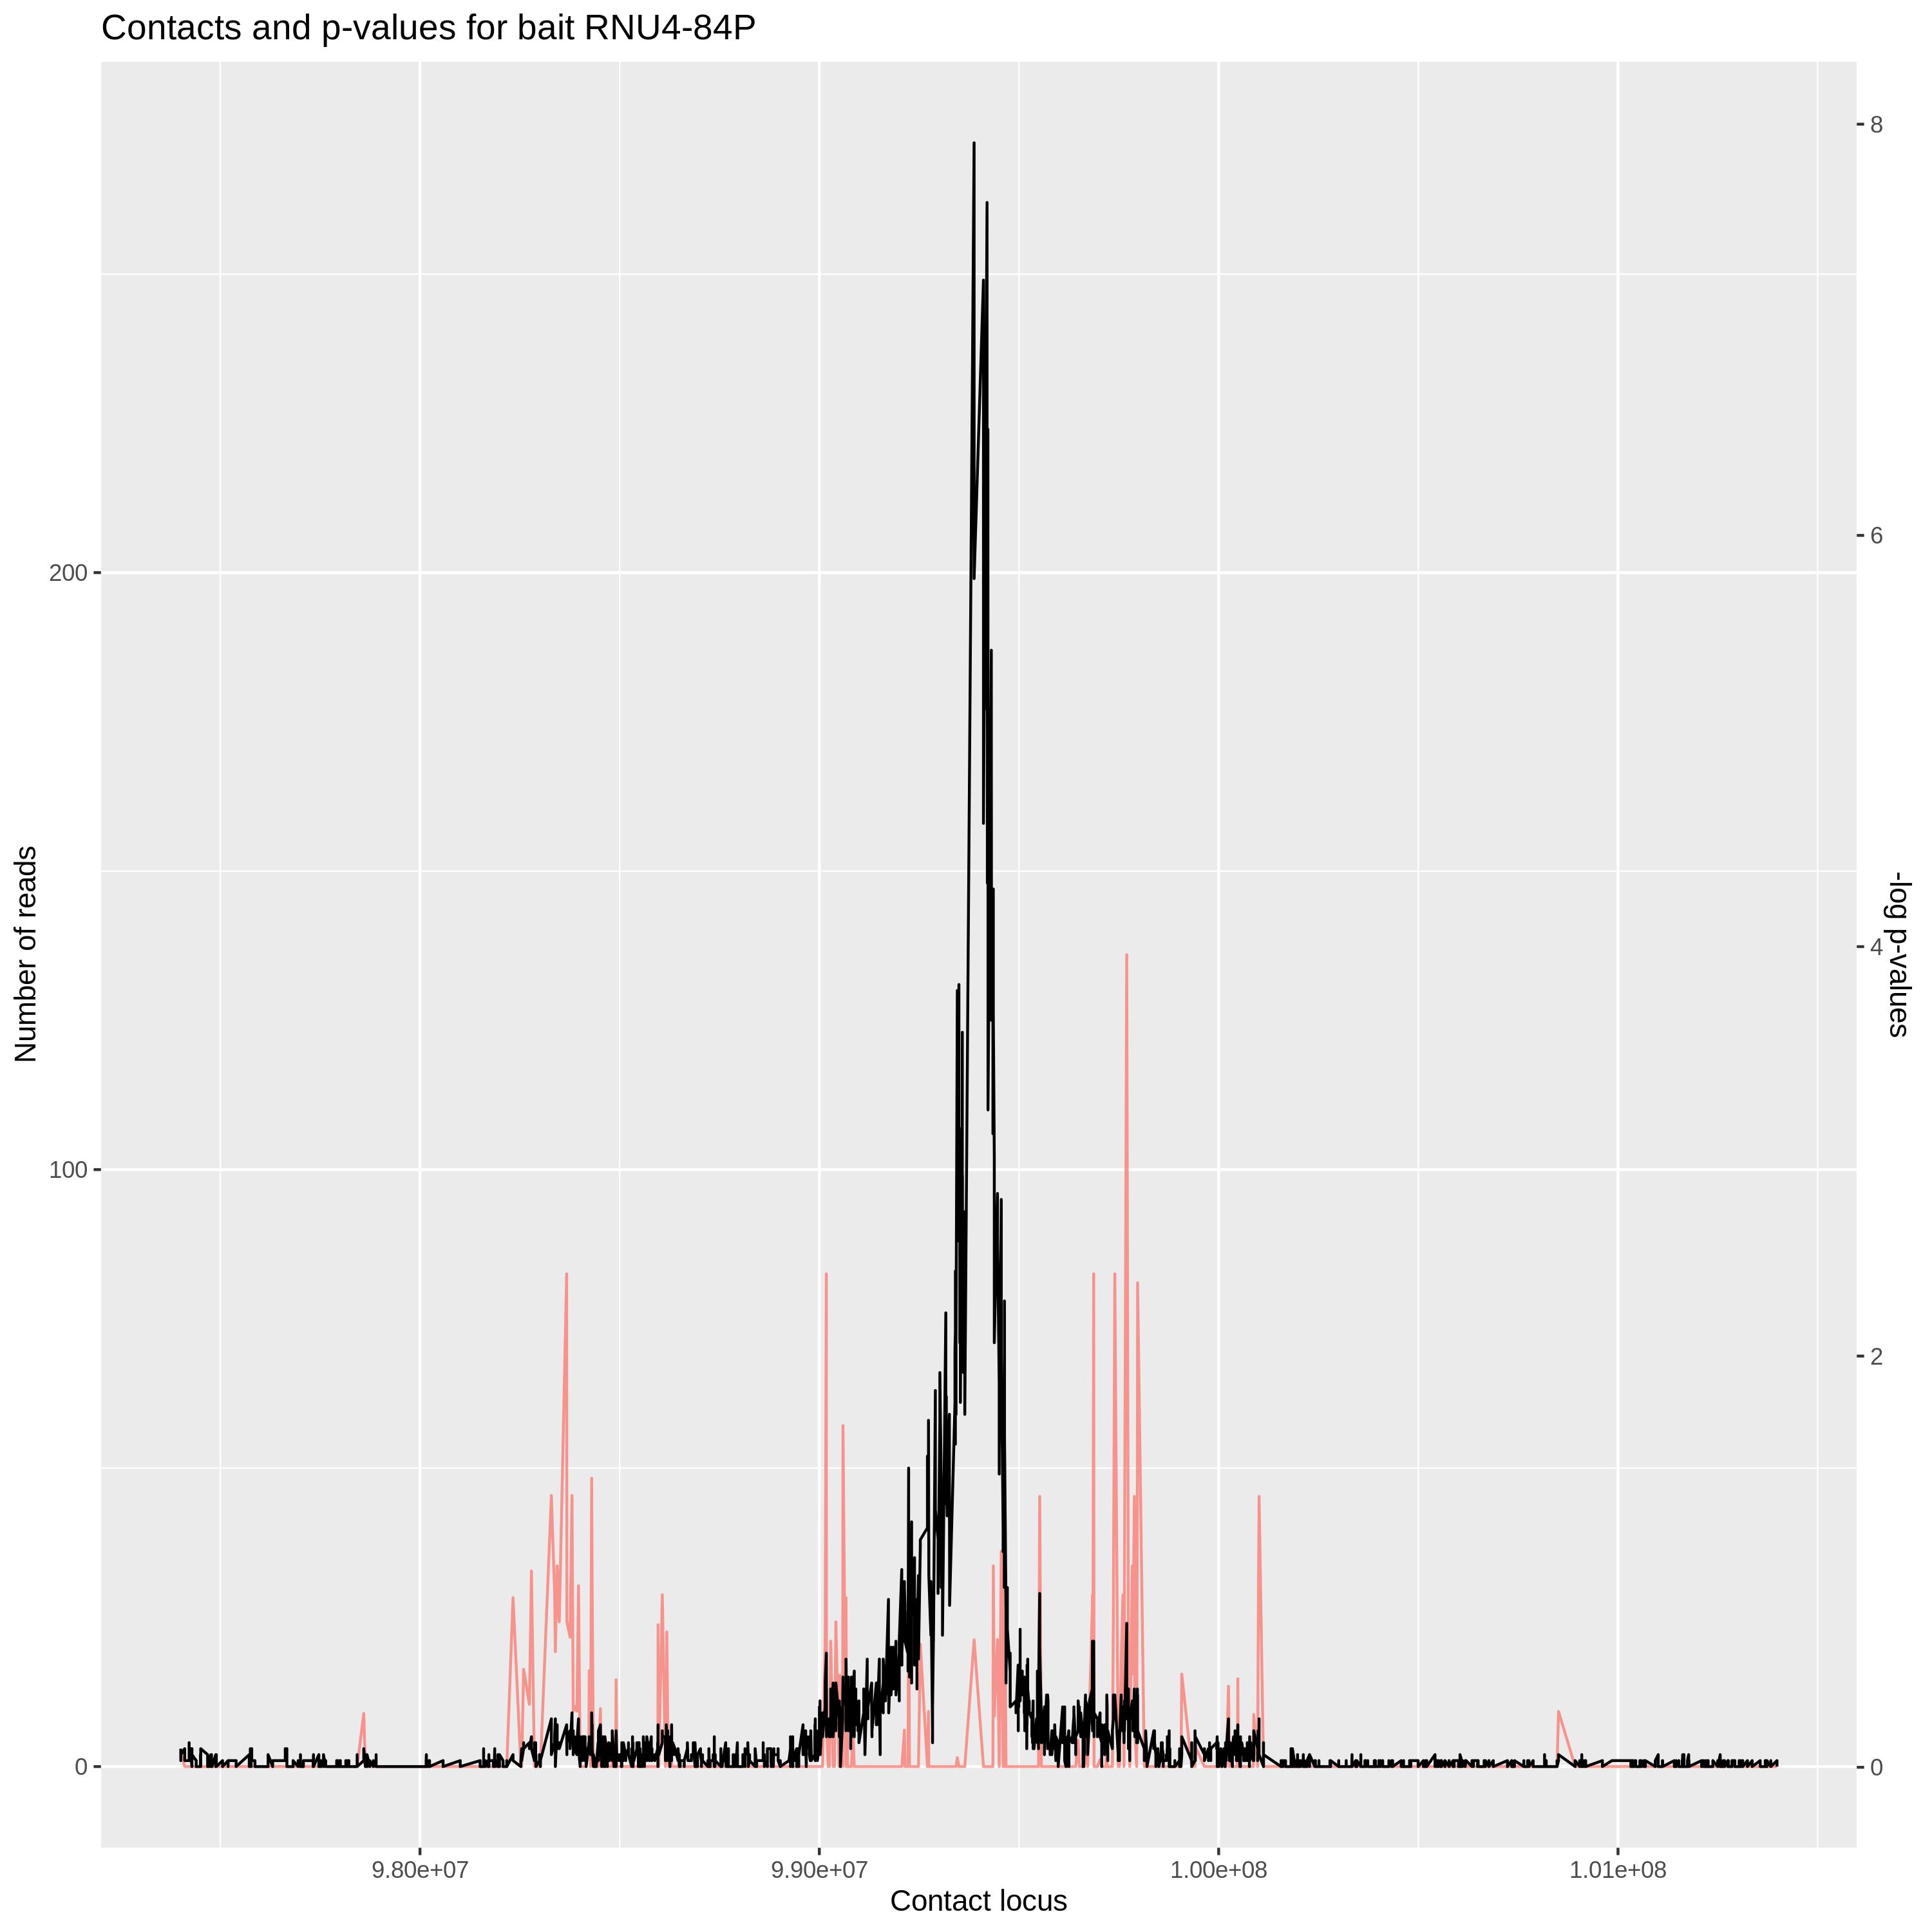 Contacts and p-values for bait RNU4-84P
8
200
6
4
100
2
0
0
Number of reads
-log p-values
9.80e+07
9.90e+07
1.00e+08
1.01e+08
Contact locus